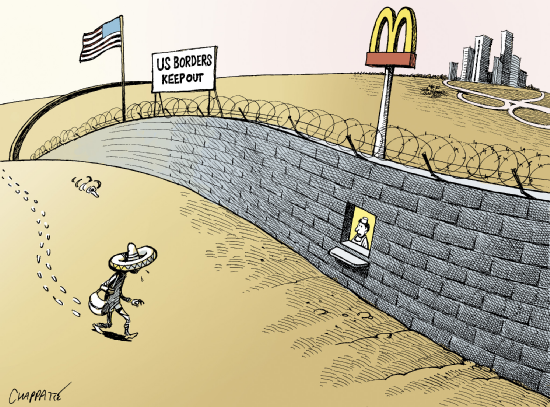 US BORDERS
KEEP OUT
M
CHAPPATTE